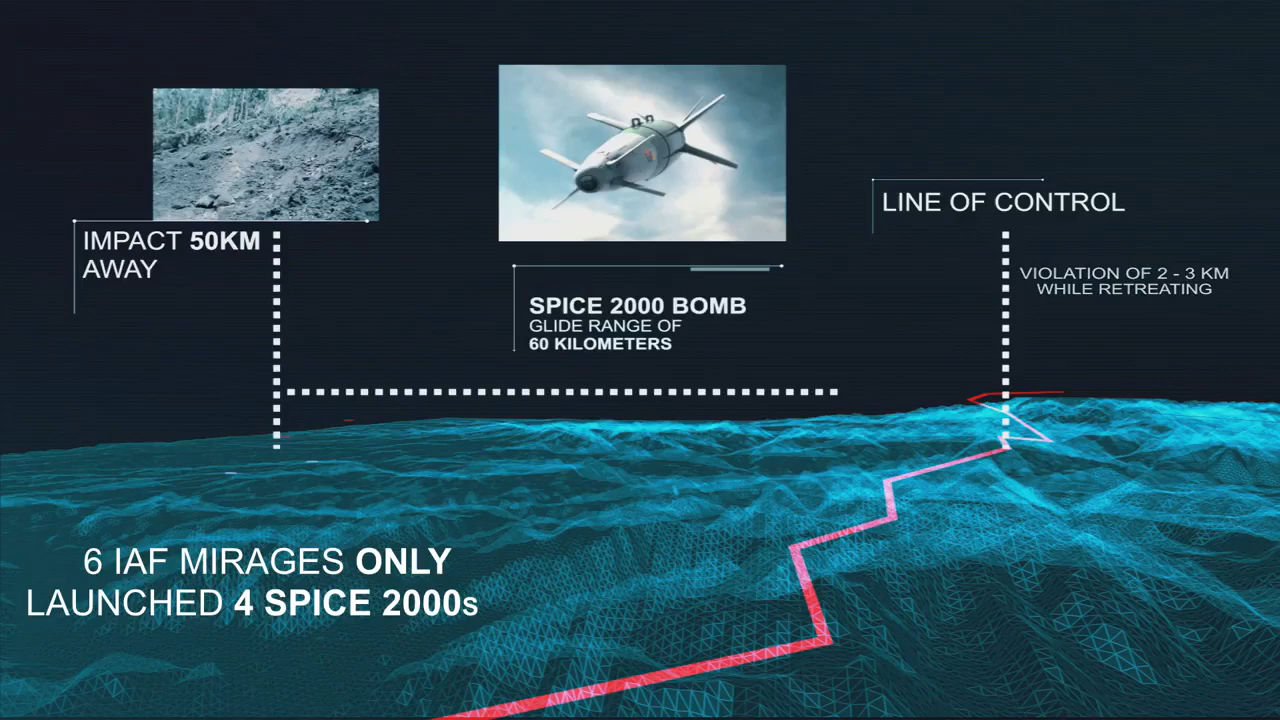 IMPACT 50KM
AWAY
SPICE 2000 BOMB
GLIDE RANGE OF
60 KILOMETERS
LINE OF CONTROL
VIOLATION OF 2 - 3 KM
WHILE RETREATING
6 IAF MIRAGES ONLY
LAUNCHED 4 SPICE 2000s